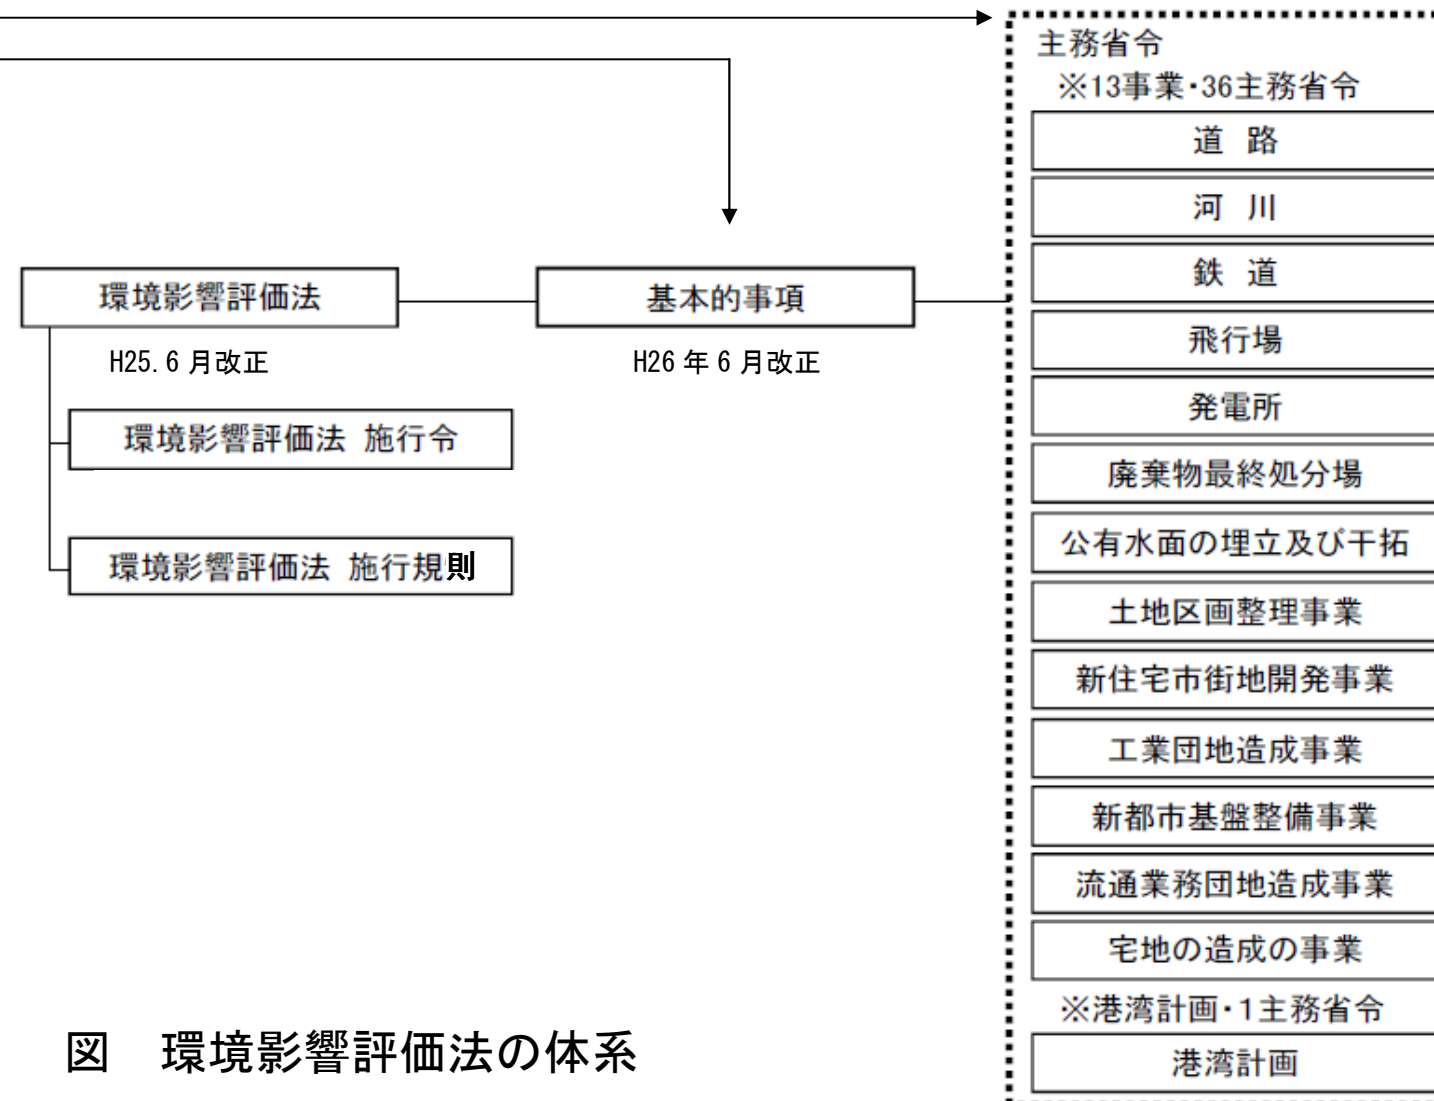 主務省令
※13事業・36主務省令
道 路
河 川
鉄 道
飛行場
発電所
廃棄物最終処分場
公有水面の埋立及び干拓
土地区画整理事業
新住宅市街地開発事業
工業団地造成事業
新都市基盤整備事業
流通業務団地造成事業
宅地の造成の事業
※港湾計画・1主務省令
港湾計画
環境影響評価法
H25.6月改正
環境影響評価法 施行令
環境影響評価法 施行規則
基本的事項
H26年6月改正
図 環境影響評価法の体系